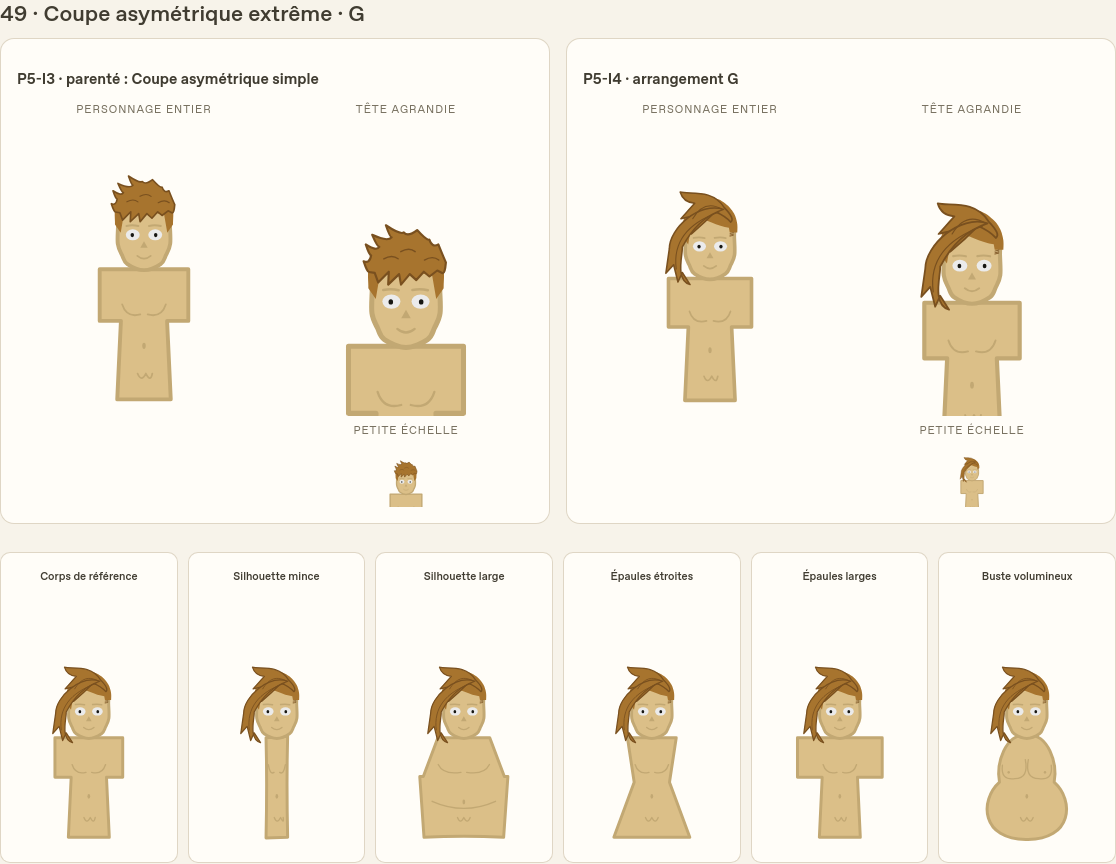 49 · Coupe asymétrique extrême · G
P5-I3 · parenté : Coupe asymétrique simple
PERSONNAGE ENTIER
TÊTE AGRANDIE
PETITE ÉCHELLE
P5-I4 · arrangement G
PERSONNAGE ENTIER
TÊTE AGRANDIE
PETITE ÉCHELLE
Corps de référence
Silhouette mince
Silhouette large
Épaules étroites
Épaules larges
Buste volumineux